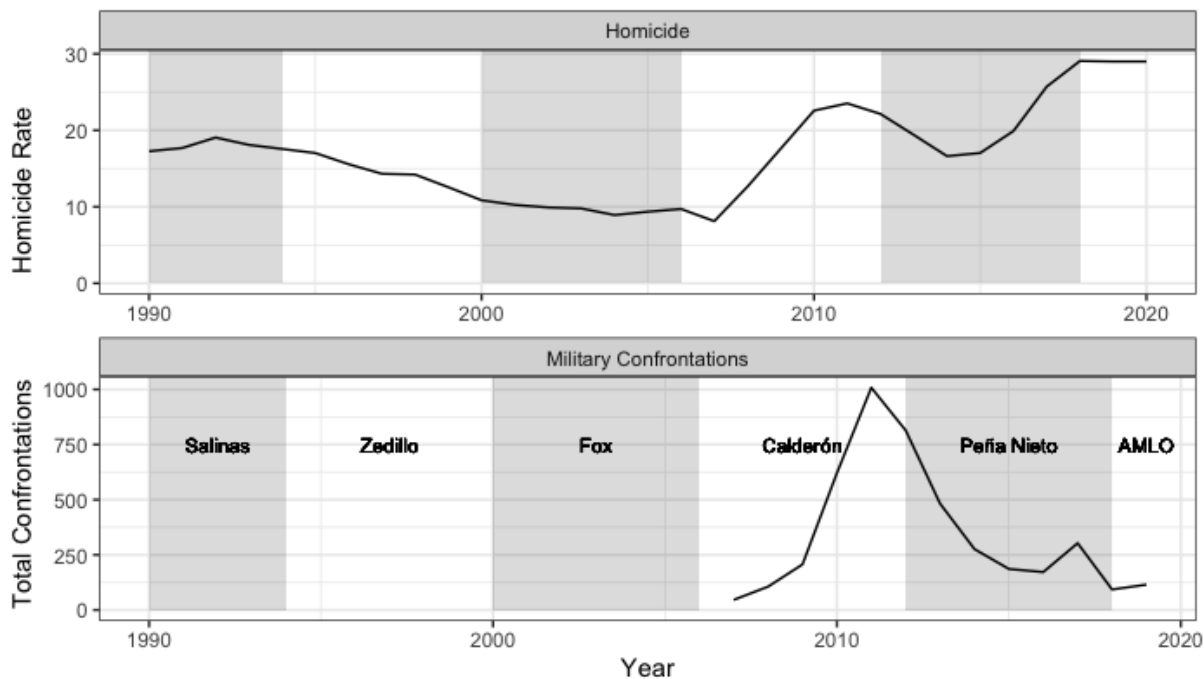 Homicide
Homicide Rate
30
20
10
0
1990 2000 2010 2020
Military Confrontations
Total Confrontations
1000
750
500
250
0
Salinas Zedillo Fox Calderón Peña Nieto AMLO
1990 2000 2010 2020
Year